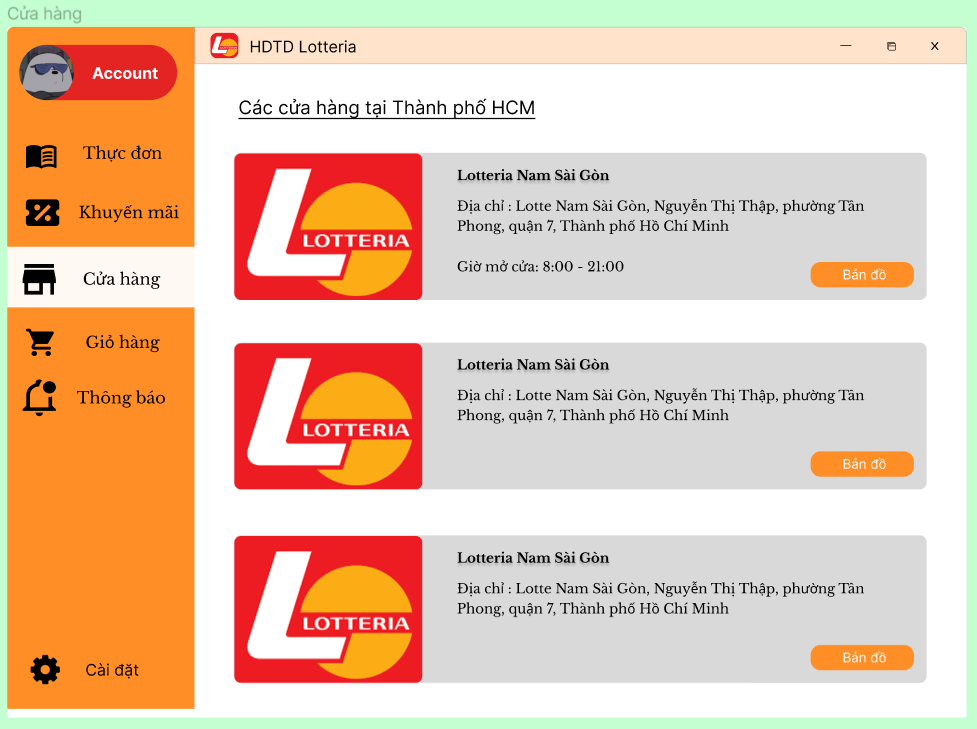 Cửa hàng
HDTD Lotteria
Account
Thực đơn
Khuyến mãi
Cửa hàng
Giỏ hàng
Thông báo
Cài đặt
Các cửa hàng tại Thành phố HCM
LOTTERIA
Lotteria Nam Sài Gòn
Địa chỉ : Lotte Nam Sài Gòn, Nguyễn Thị Thập, phường Tân
Phong, quận 7, Thành phố Hồ Chí Minh
Giờ mở cửa: 8:00 - 21:00
Bản đồ
LOTTERIA
Lotteria Nam Sài Gòn
Địa chỉ : Lotte Nam Sài Gòn, Nguyễn Thị Thập, phường Tân
Phong, quận 7, Thành phố Hồ Chí Minh
Bản đồ
LOTTERIA
Lotteria Nam Sài Gòn
Địa chỉ : Lotte Nam Sài Gòn, Nguyễn Thị Thập, phường Tân
Phong, quận 7, Thành phố Hồ Chí Minh
Bản đồ